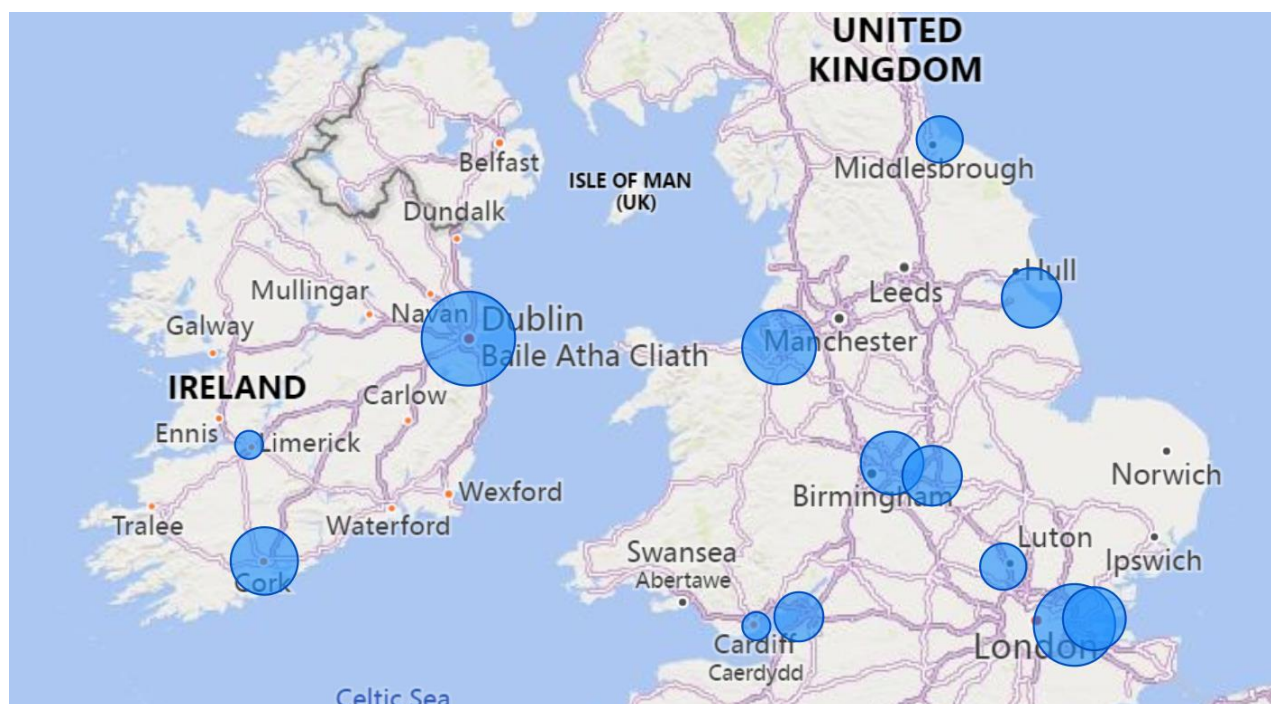 UNITED
KINGDOM
Belfast
Middlesbrough
ISLE OF MAN
(UK)
Dundalk
Hull
Mullingar
Leeds
Navan
Dublin
Galway
Manchester
Baile Atha Cliath
IRELAND
Carlow
Ennis
Limerick
Norwich
Wexford
Birmingham
Tralee
Waterford
Luton
Swansea
Ipswich
Abertawe
Cork
Cardiff
London
Caerdydd
Celtic Sea